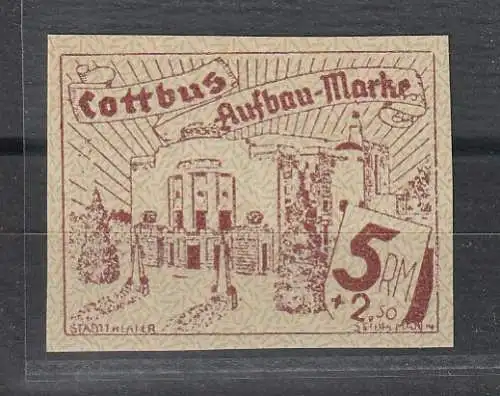 Cottbus
Aufbau-Marke
5 RM
+ 2.50
STADTTHEATER